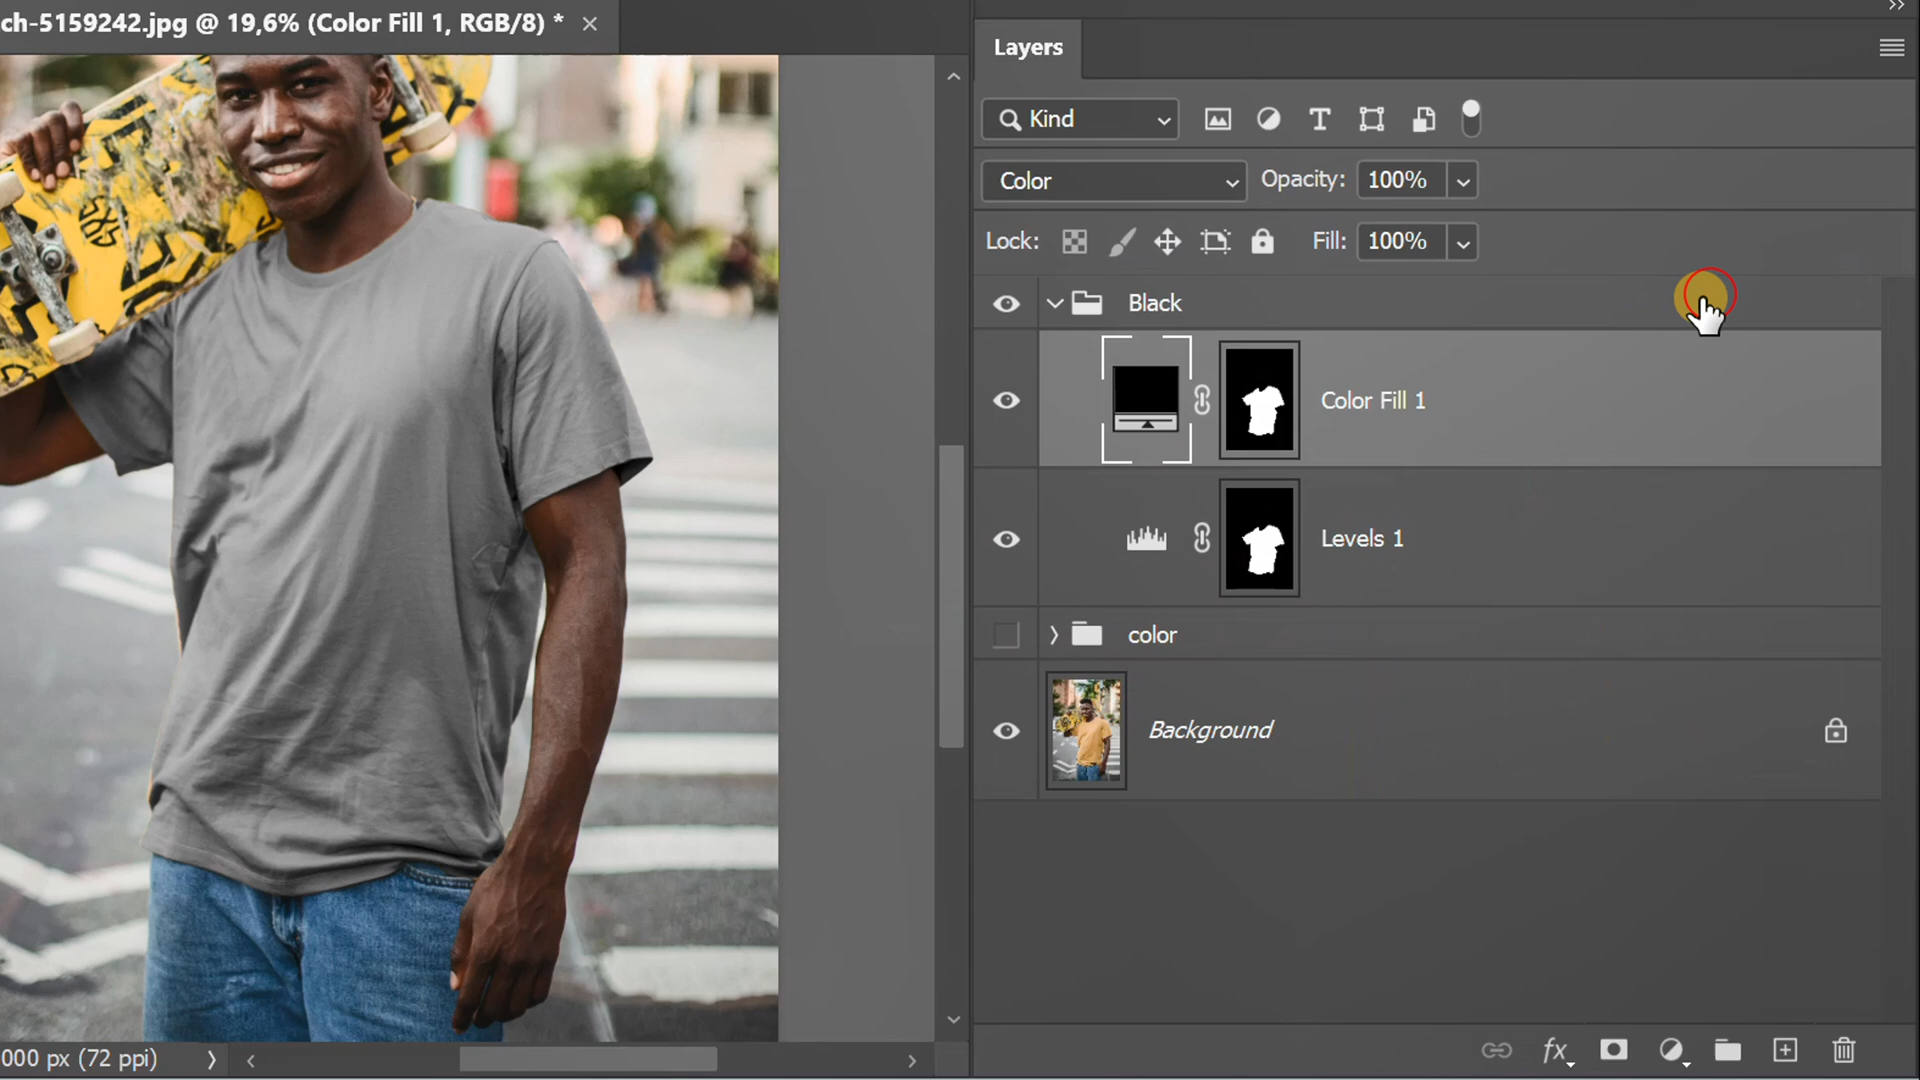 ch-5159242.jpg @ 19,6% (Color Fill 1, RGB/8) *
Layers
Kind
Color
Opacity: 100%
Lock:
Fill: 100%
Black
Color Fill 1
Levels 1
color
Background
000 px (72 ppi)
fx